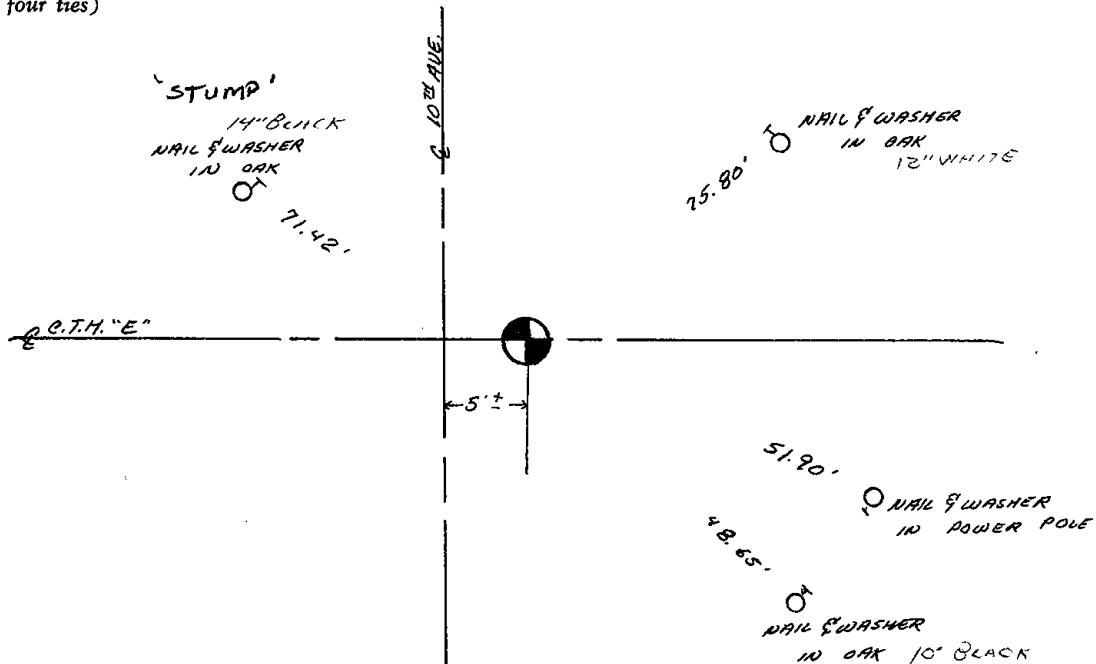 four ties)
℄ 10TH AVE.
'STUMP'
14" BLACK
NAIL & WASHER
IN OAK
71.42'
NAIL & WASHER
IN OAK
12" WHITE
75.80'
℄ C.T.H. "E"
5' ±
51.90'
NAIL & WASHER
IN POWER POLE
48.65'
NAIL & WASHER
IN OAK 10" BLACK